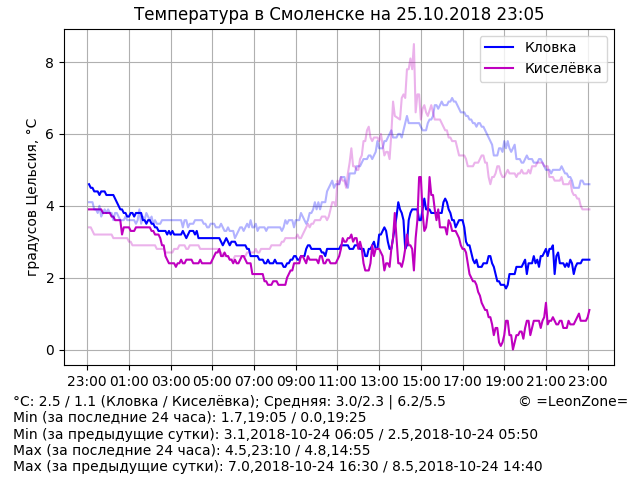 Температура в Смоленске на 25.10.2018 23:05
Кловка
Киселёвка
градусов Цельсия, °C
8
6
4
2
0
23:00 01:00 03:00 05:00 07:00 09:00 11:00 13:00 15:00 17:00 19:00 21:00 23:00
°C: 2.5 / 1.1 (Кловка / Киселёвка); Средняя: 3.0/2.3 | 6.2/5.5 © =LeonZone=
Min (за последние 24 часа): 1.7,19:05 / 0.0,19:25
Min (за предыдущие сутки): 3.1,2018-10-24 06:05 / 2.5,2018-10-24 05:50
Max (за последние 24 часа): 4.5,23:10 / 4.8,14:55
Max (за предыдущие сутки): 7.0,2018-10-24 16:30 / 8.5,2018-10-24 14:40